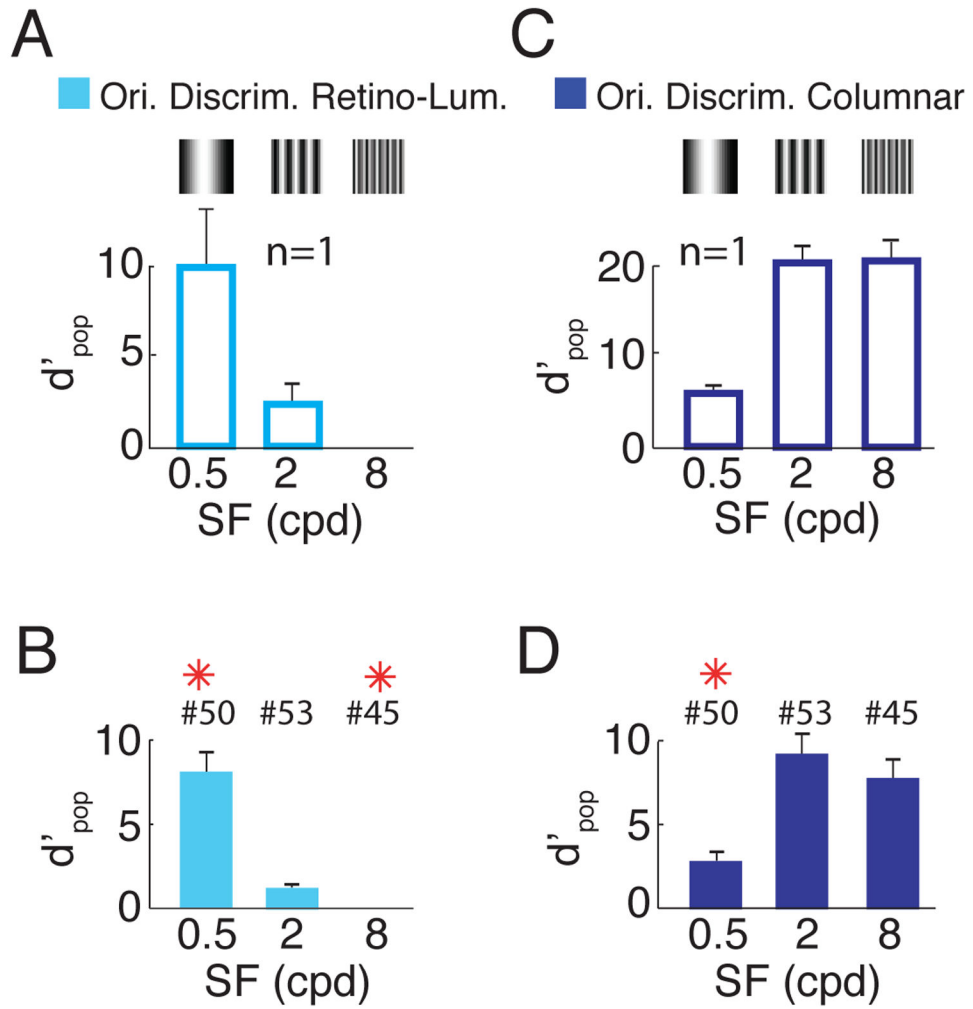 A
Ori. Discrim. Retino-Lum.
n=1
10
5
0
d'pop
0.5 2 8
SF (cpd)
C
Ori. Discrim. Columnar
n=1
20
10
0
d'pop
0.5 2 8
SF (cpd)
B
#50 #53 #45
10
5
0
d'pop
0.5 2 8
SF (cpd)
D
#50 #53 #45
10
5
0
d'pop
0.5 2 8
SF (cpd)